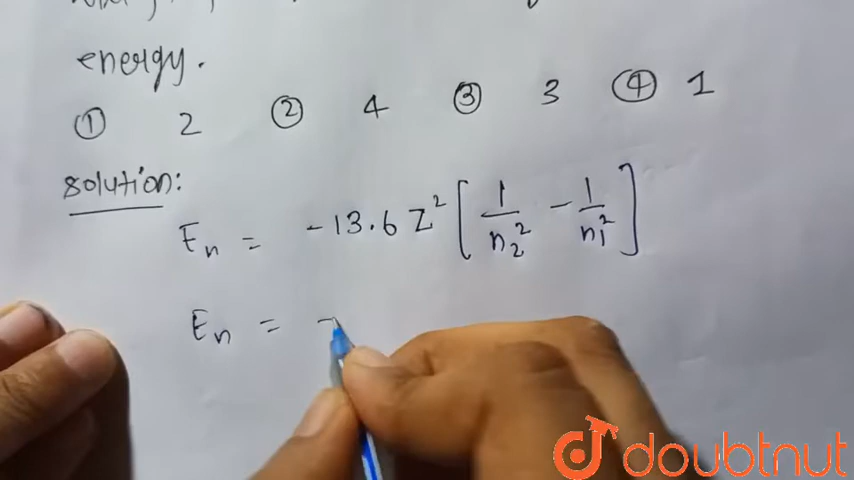 energy.
① 2 ② 4 ③ 3 ④ 1
solution:
Eₙ = -13.6 Z² [1/n₂² - 1/n₁²]
Eₙ = -
doubtnut